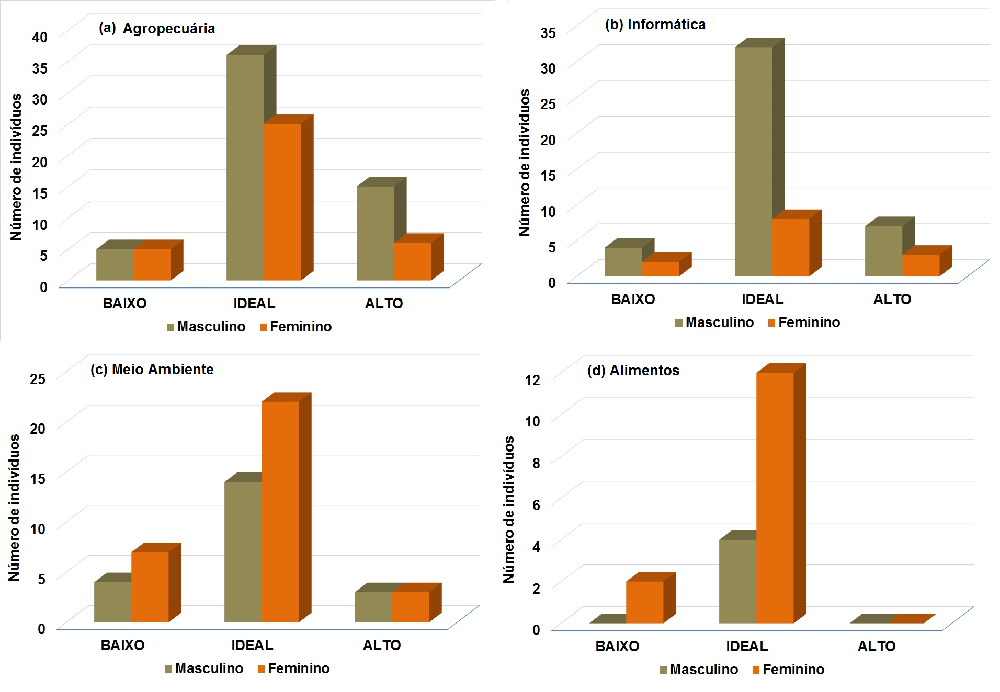 (a) Agropecuária
40
35
30
25
20
15
10
5
0
Número de indivíduos
BAIXO IDEAL ALTO
Masculino Feminino
(b) Informática
35
30
25
20
15
10
5
0
Número de individuos
BAIXO IDEAL ALTO
Masculino Feminino
(c) Meio Ambiente
25
20
15
10
5
0
Número de indivíduos
BAIXO IDEAL ALTO
Masculino Feminino
(d) Alimentos
12
10
8
6
4
2
0
Número de indivíduos
BAIXO IDEAL ALTO
Masculino Feminino